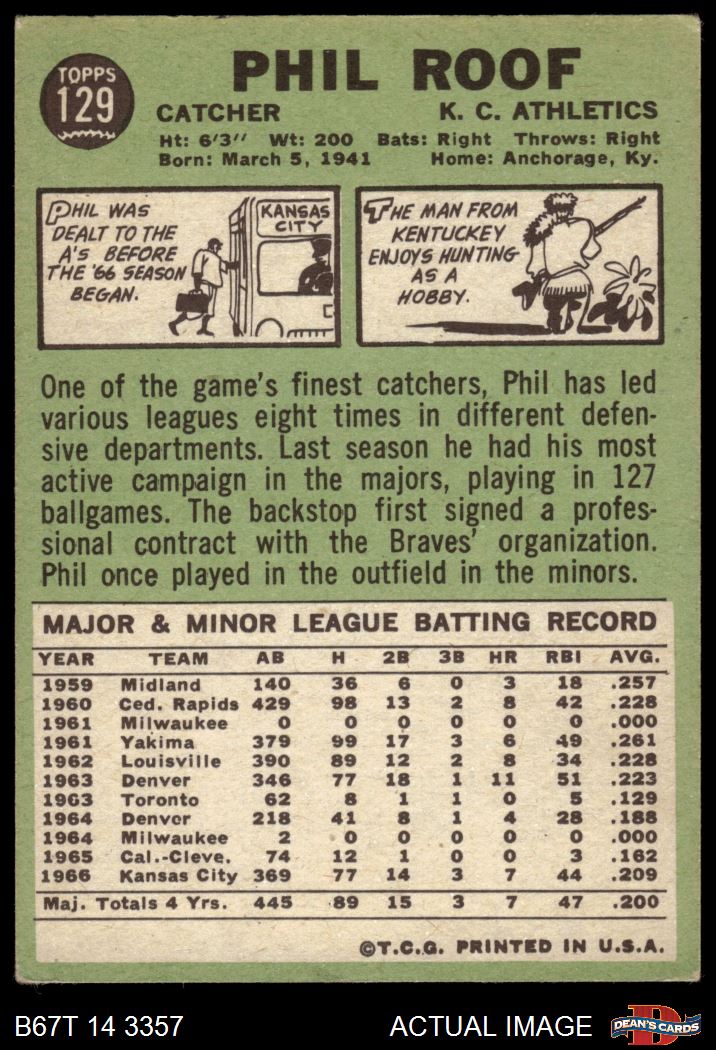 TOPPS
129
PHIL ROOF
CATCHER K. C. ATHLETICS
Ht: 6'3'' Wt: 200 Bats: Right Throws: Right
Born: March 5, 1941 Home: Anchorage, Ky.
PHIL WAS
DEALT TO THE
A'S BEFORE
THE '66 SEASON
BEGAN.
KANSAS
CITY
THE MAN FROM
KENTUCKEY
ENJOYS HUNTING
AS A
HOBBY.
One of the game's finest catchers, Phil has led
various leagues eight times in different defen-
sive departments. Last season he had his most
active campaign in the majors, playing in 127
ballgames. The backstop first signed a profes-
sional contract with the Braves' organization.
Phil once played in the outfield in the minors.
MAJOR & MINOR LEAGUE BATTING RECORD
YEAR TEAM AB H 2B 3B HR RBI AVG.
1959 Midland 140 36 6 0 3 18 .257
1960 Ced. Rapids 429 98 13 2 8 42 .228
1961 Milwaukee 0 0 0 0 0 0 .000
1961 Yakima 379 99 17 3 6 49 .261
1962 Louisville 390 89 12 2 8 34 .228
1963 Denver 346 77 18 1 11 51 .223
1963 Toronto 62 8 1 1 0 5 .129
1964 Denver 218 41 8 1 4 28 .188
1964 Milwaukee 2 0 0 0 0 0 .000
1965 Cal.-Cleve. 74 12 1 0 0 3 .162
1966 Kansas City 369 77 14 3 7 44 .209
Maj. Totals 4 Yrs. 445 89 15 3 7 47 .200
©T.C.G. PRINTED IN U.S.A.
B67T 14 3357 ACTUAL IMAGE
DEAN'S CARDS